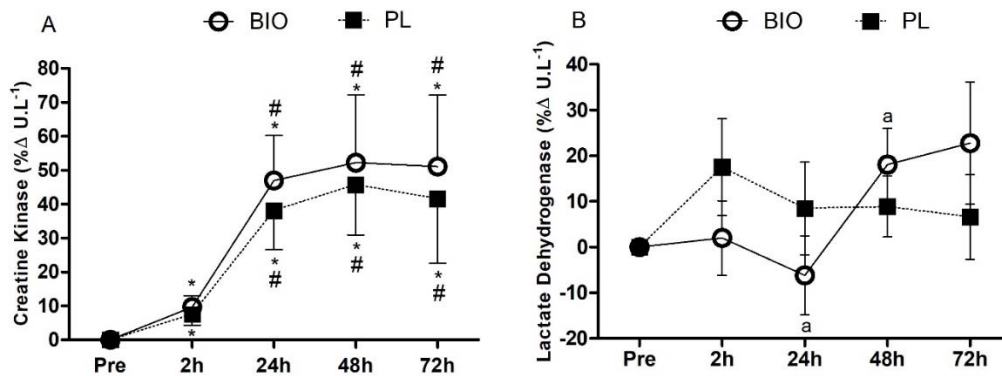 A
BIO
PL
Creatine Kinase (%Δ U.L⁻¹)
80
70
60
50
40
30
20
10
0
# # #
* * *
*
*
* * *
# # #
Pre 2h 24h 48h 72h
B
BIO
PL
Lactate Dehydrogenase (%Δ U.L⁻¹)
40
30
20
10
0
-10
-20
a
a
Pre 2h 24h 48h 72h